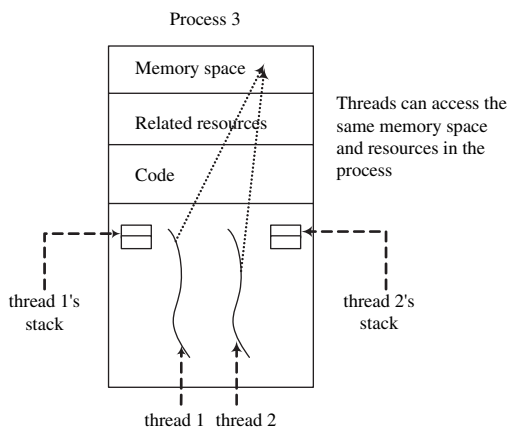 Process 3
Memory space
Related resources
Code
Threads can access the
same memory space
and resources in the
process
thread 1's
stack
thread 2's
stack
thread 1
thread 2